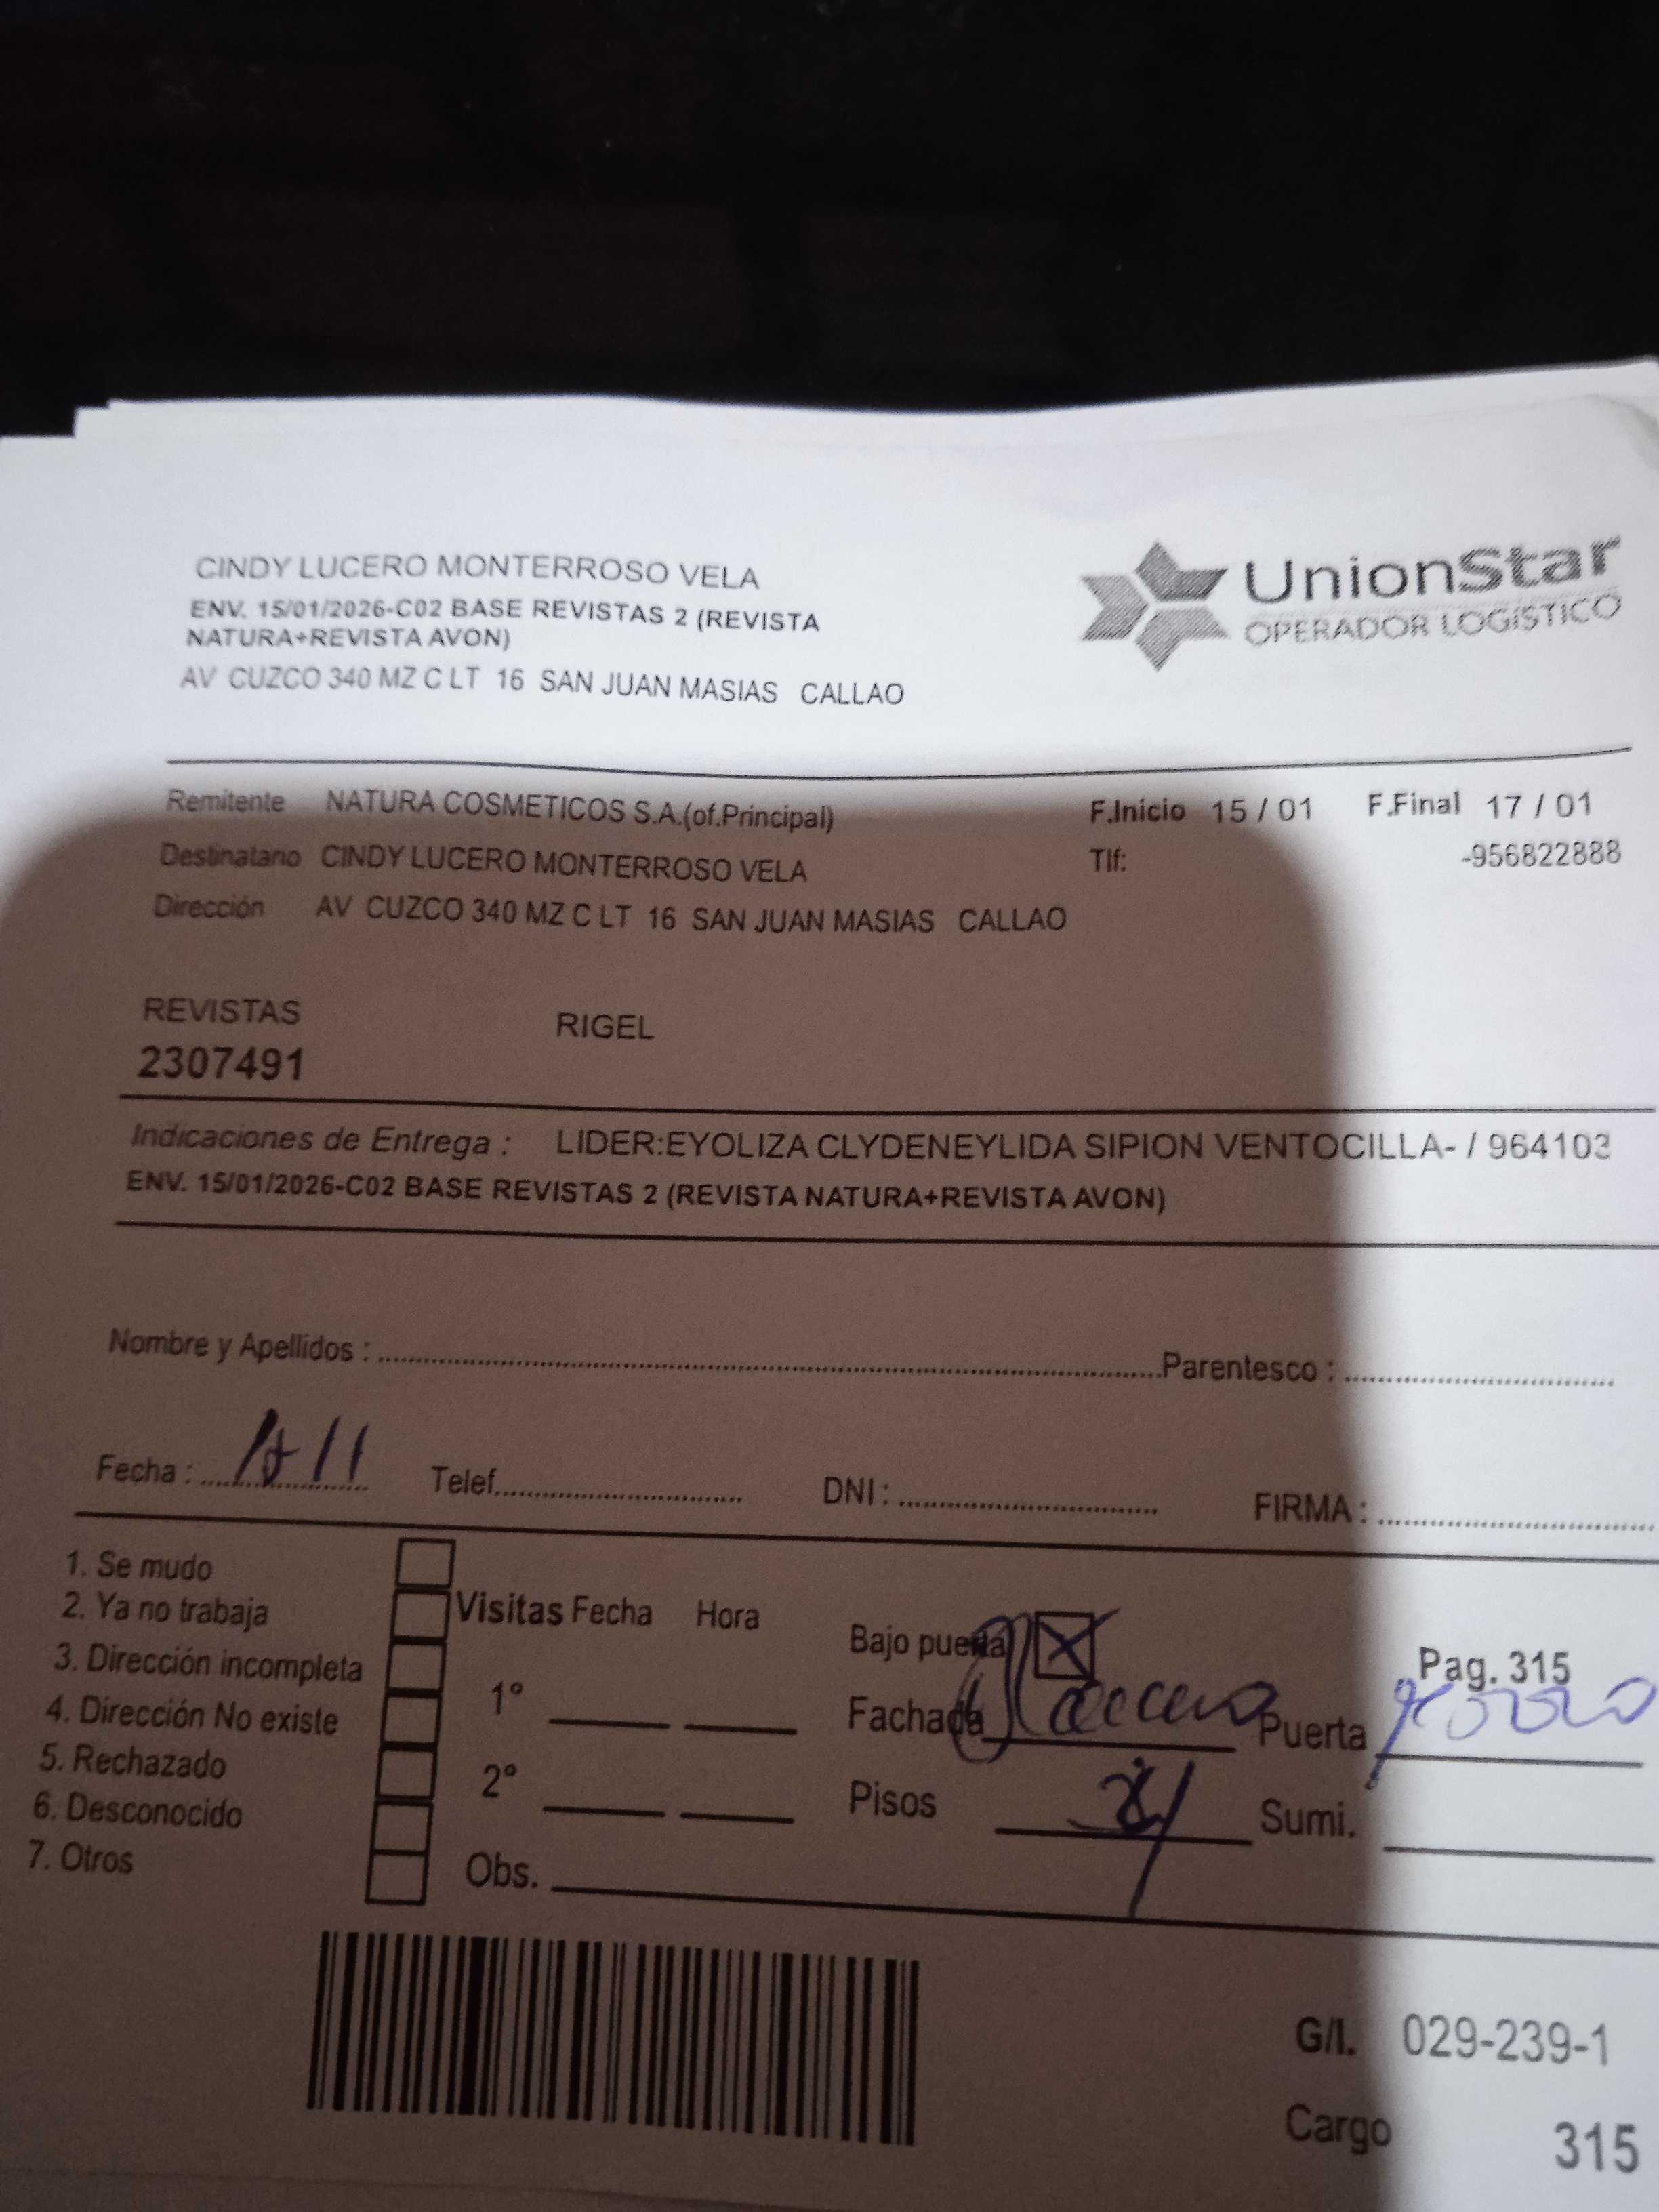 CINDY LUCERO MONTERROSO VELA
ENV. 15/01/2026-C02 BASE REVISTAS 2 (REVISTA
NATURA+REVISTA AVON)
AV CUZCO 340 MZ C LT 16 SAN JUAN MASIAS CALLAO
UnionStar
OPERADOR LOGÍSTICO
Remitente NATURA COSMETICOS S.A.(of.Principal) F.Inicio 15 / 01 F.Final 17 / 01
Destinatario CINDY LUCERO MONTERROSO VELA Tlf: -956822888
Dirección AV CUZCO 340 MZ C LT 16 SAN JUAN MASIAS CALLAO
REVISTAS RIGEL
2307491
Indicaciones de Entrega : LIDER:EYOLIZA CLYDENEYLIDA SIPION VENTOCILLA- / 964103
ENV. 15/01/2026-C02 BASE REVISTAS 2 (REVISTA NATURA+REVISTA AVON)
Nombre y Apellidos : Parentesco :
Fecha : Telef. DNI : FIRMA :
1. Se mudo
2. Ya no trabaja
3. Dirección incompleta
4. Dirección No existe
5. Rechazado
6. Desconocido
7. Otros
Visitas Fecha Hora
1°
2°
Obs.
Bajo puerta X Pag. 315
Fachada Puerta
Pisos Sumi.
G/I. 029-239-1
Cargo 315